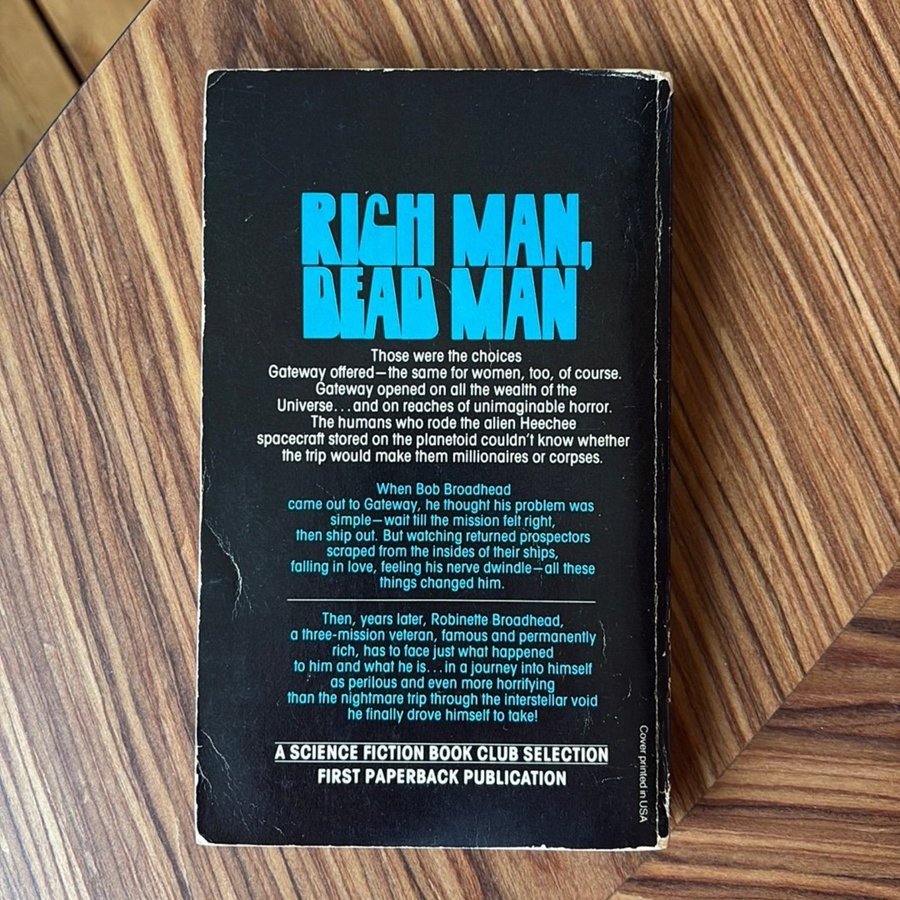 RICH MAN,
DEAD MAN
Those were the choices
Gateway offered—the same for women, too, of course.
Gateway opened on all the wealth of the
Universe...and on reaches of unimaginable horror.
The humans who rode the alien Heechee
spacecraft stored on the planetoid couldn't know whether
the trip would make them millionaires or corpses.
When Bob Broadhead
came out to Gateway, he thought his problem was
simple—wait till the mission felt right,
then ship out. But watching returned prospectors
scraped from the insides of their ships,
falling in love, feeling his nerve dwindle—all these
things changed him.
Then, years later, Robinette Broadhead,
a three-mission veteran, famous and permanently
rich, has to face just what happened
to him and what he is...in a journey into himself
as perilous and even more horrifying
than the nightmare trip through the interstellar void
he finally drove himself to take!
A SCIENCE FICTION BOOK CLUB SELECTION
FIRST PAPERBACK PUBLICATION
Cover printed in USA